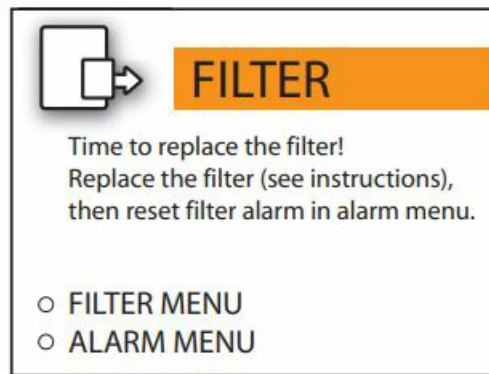 FILTER
Time to replace the filter!
Replace the filter (see instructions),
then reset filter alarm in alarm menu.
FILTER MENU
ALARM MENU